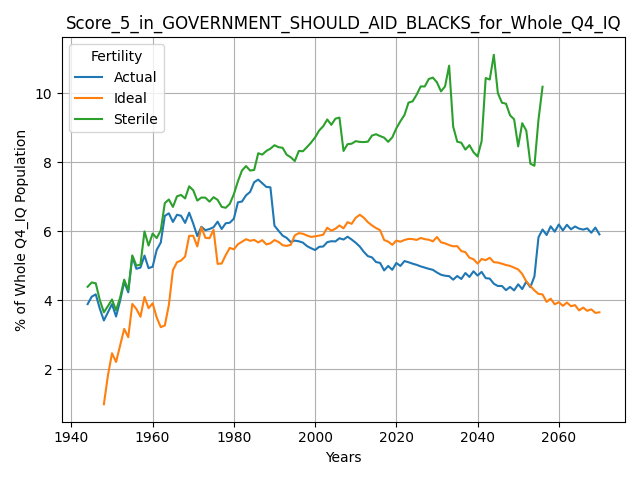 Score_5_in_GOVERNMENT_SHOULD_AID_BLACKS_for_Whole_Q4_IQ
Fertility
Actual
Ideal
Sterile
% of Whole Q4_IQ Population
10
8
6
4
2
1940 1960 1980 2000 2020 2040 2060
Years